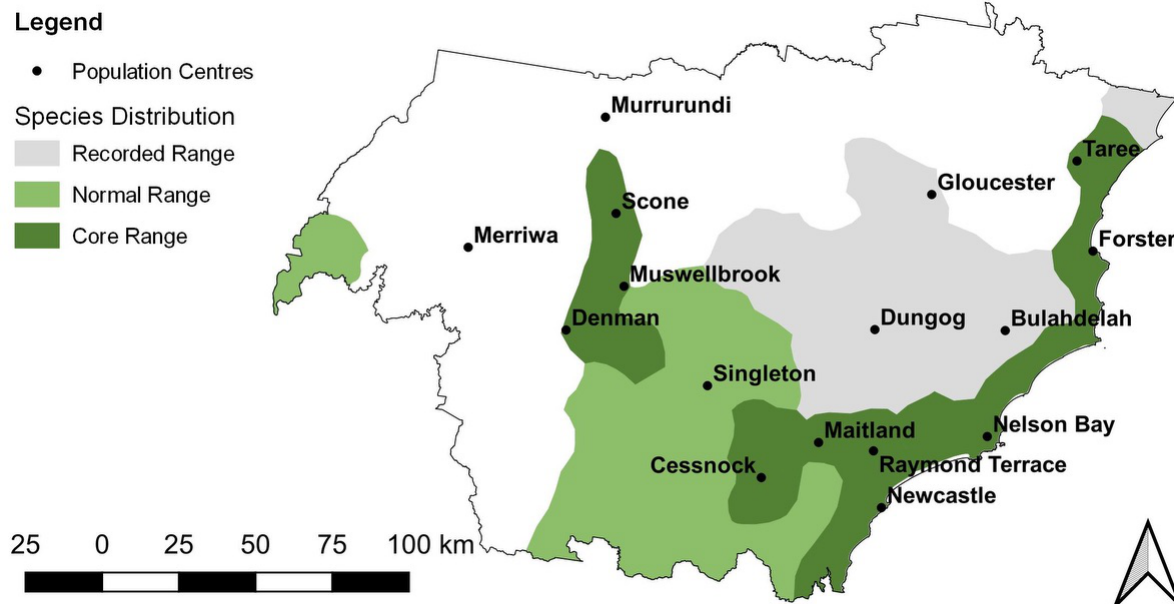 Legend
Population Centres
Species Distribution
Recorded Range
Normal Range
Core Range
Murrurundi
Taree
Gloucester
Scone
Merriwa
Forster
Muswellbrook
Denman
Dungog
Bulahdelah
Singleton
Maitland
Nelson Bay
Cessnock
Raymond Terrace
Newcastle
25 0 25 50 75 100 km